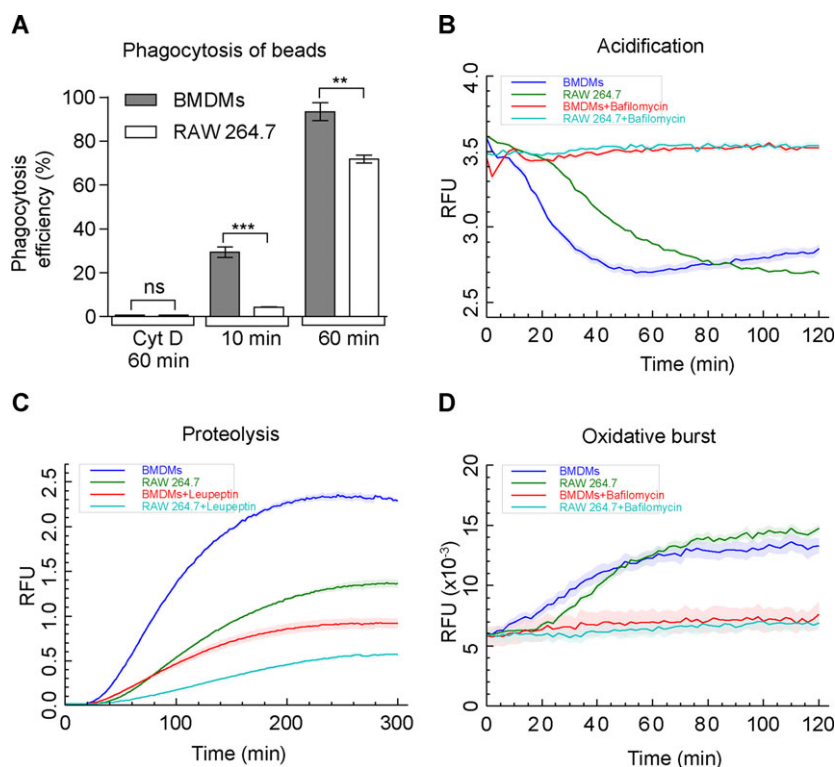 A
Phagocytosis of beads
Phagocytosis
efficiency (%)
100
80
60
40
20
0
BMDMs
RAW 264.7
ns
***
**
Cyt D
60 min
10 min
60 min
B
Acidification
RFU
4.0
3.5
3.0
2.5
BMDMs
RAW 264.7
BMDMs+Bafilomycin
RAW 264.7+Bafilomycin
0 20 40 60 80 100 120
Time (min)
C
Proteolysis
RFU
2.5
2.0
1.5
1.0
0.5
0.0
BMDMs
RAW 264.7
BMDMs+Leupeptin
RAW 264.7+Leupeptin
0 100 200 300
Time (min)
D
Oxidative burst
RFU (x10⁻³)
20
15
10
5
0
BMDMs
RAW 264.7
BMDMs+Bafilomycin
RAW 264.7+Bafilomycin
0 20 40 60 80 100 120
Time (min)